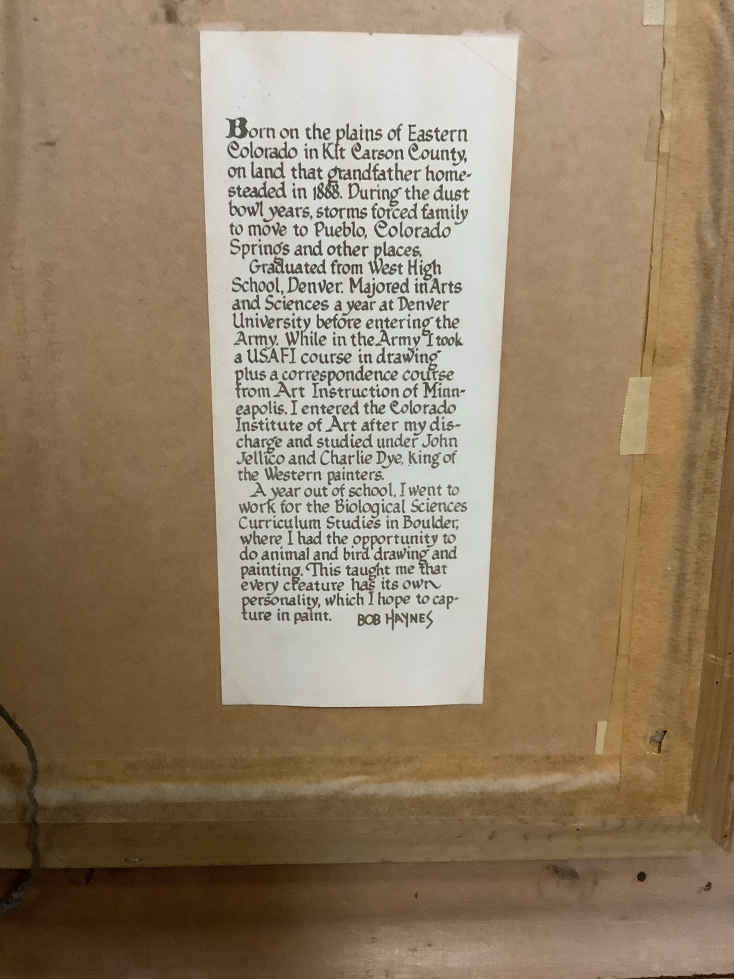 Born on the plains of Eastern
Colorado in Kit Carson County,
on land that grandfather home-
steaded in 1888. During the dust
bowl years, storms forced family
to move to Pueblo, Colorado
Springs and other places.
Graduated from West High
School, Denver. Majored in Arts
and Sciences a year at Denver
University before entering the
Army. While in the Army I took
a USAFI course in drawing
plus a correspondence course
from Art Instruction of Minn-
eapolis. I entered the Colorado
Institute of Art after my dis-
charge and studied under John
Jellico and Charlie Dye, king of
the Western painters.
A year out of school, I went to
work for the Biological Sciences
Curriculum Studies in Boulder,
where I had the opportunity to
do animal and bird drawing and
painting. This taught me that
every creature has its own
personality, which I hope to cap-
ture in paint. BOB HAYNES